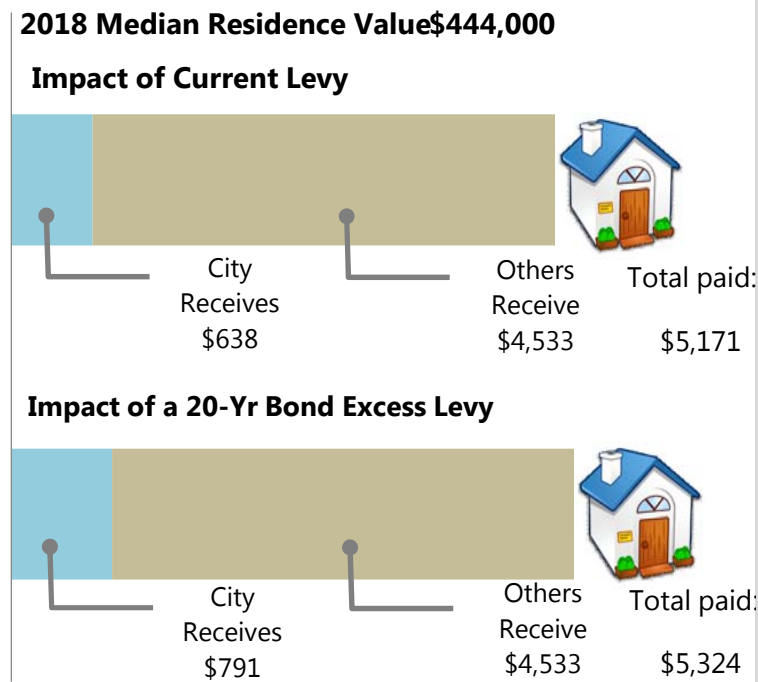 2018 Median Residence Value$444,000
Impact of Current Levy
City
Receives
$638
Others
Receive
$4,533
Total paid:
$5,171
Impact of a 20-Yr Bond Excess Levy
City
Receives
$791
Others
Receive
$4,533
Total paid:
$5,324